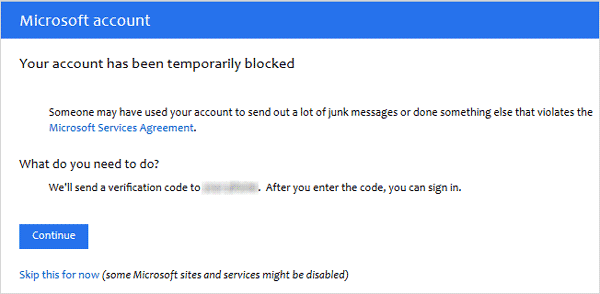 Microsoft account
Your account has been temporarily blocked
Someone may have used your account to send out a lot of junk messages or done something else that violates the
Microsoft Services Agreement.
What do you need to do?
We'll send a verification code to . After you enter the code, you can sign in.
Continue
Skip this for now (some Microsoft sites and services might be disabled)